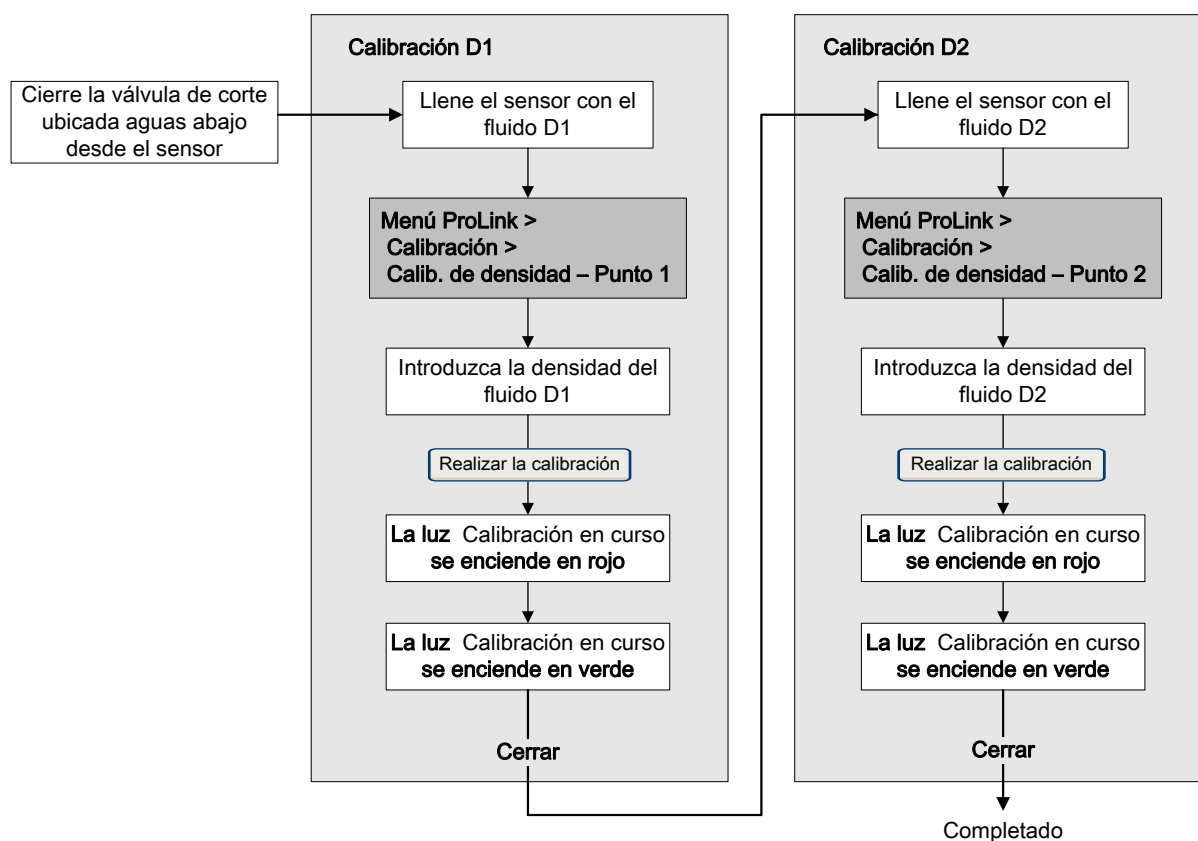 Cierre la válvula de corte
ubicada aguas abajo
desde el sensor
Calibración D1
Llene el sensor con el
fluido D1
Menú ProLink >
Calibración >
Calib. de densidad – Punto 1
Introduzca la densidad del
fluido D1
Realizar la calibración
La luz Calibración en curso
se enciende en rojo
La luz Calibración en curso
se enciende en verde
Cerrar
Calibración D2
Llene el sensor con el
fluido D2
Menú ProLink >
Calibración >
Calib. de densidad – Punto 2
Introduzca la densidad del
fluido D2
Realizar la calibración
La luz Calibración en curso
se enciende en rojo
La luz Calibración en curso
se enciende en verde
Cerrar
Completado